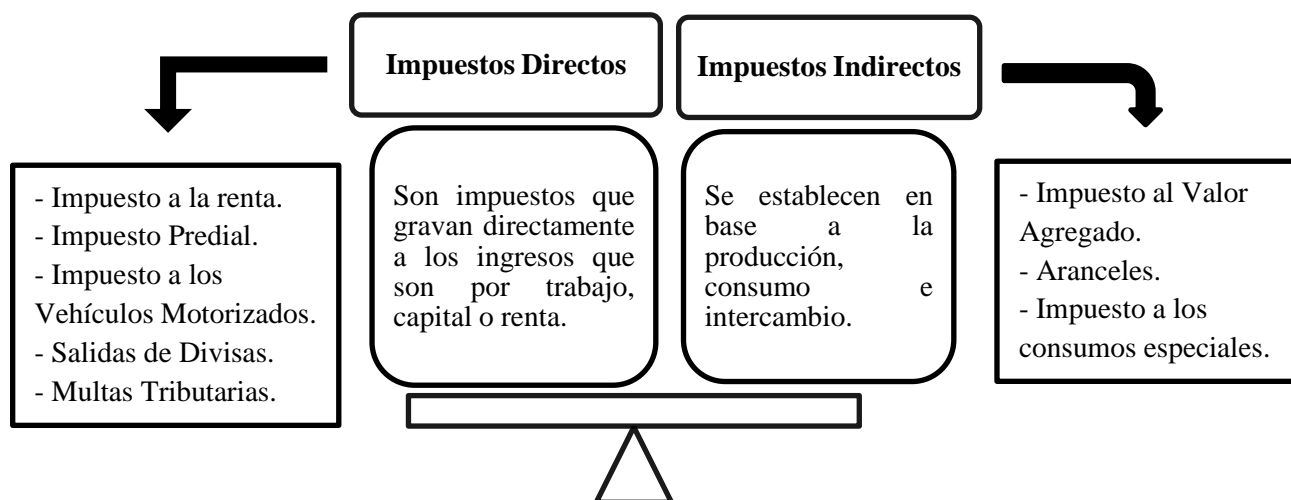 Impuestos Directos
Impuestos Indirectos
- Impuesto a la renta.
- Impuesto Predial.
- Impuesto a los
Vehículos Motorizados.
- Salidas de Divisas.
- Multas Tributarias.
Son impuestos que
gravan directamente
a los ingresos que
son por trabajo,
capital o renta.
Se establecen en
base a la
producción,
consumo e
intercambio.
- Impuesto al Valor
Agregado.
- Aranceles.
- Impuesto a los
consumos especiales.